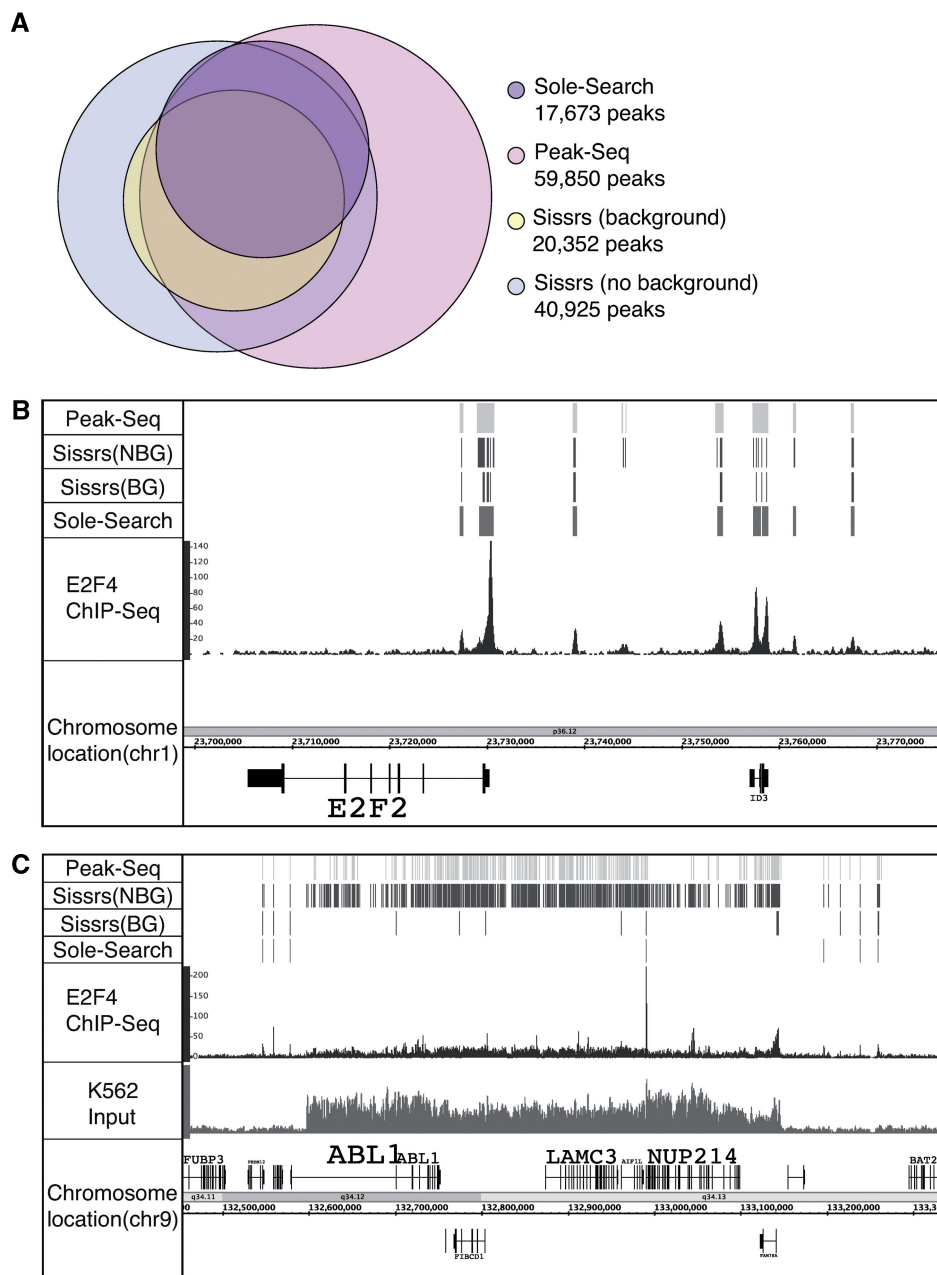 A
Sole-Search
17,673 peaks
Peak-Seq
59,850 peaks
Sissrs (background)
20,352 peaks
Sissrs (no background)
40,925 peaks
B
Peak-Seq
Sissrs(NBG)
Sissrs(BG)
Sole-Search
E2F4
ChIP-Seq
140
120
100
80
60
40
20
Chromosome
location(chr1)
p36.12
23,700,000 23,710,000 23,720,000 23,730,000 23,740,000 23,750,000 23,760,000 23,770,000
E2F2
ID3
C
Peak-Seq
Sissrs(NBG)
Sissrs(BG)
Sole-Search
E2F4
ChIP-Seq
200
150
100
50
0
K562
Input
Chromosome
location(chr9)
FUBP3 PRDM12 ABL1 ABL1 LAMC3 AIF1L NUP214 BAT2
q34.11 q34.12 q34.13
00 132,500,000 132,600,000 132,700,000 132,800,000 132,900,000 133,000,000 133,100,000 133,200,000 133,3
FIBCD1